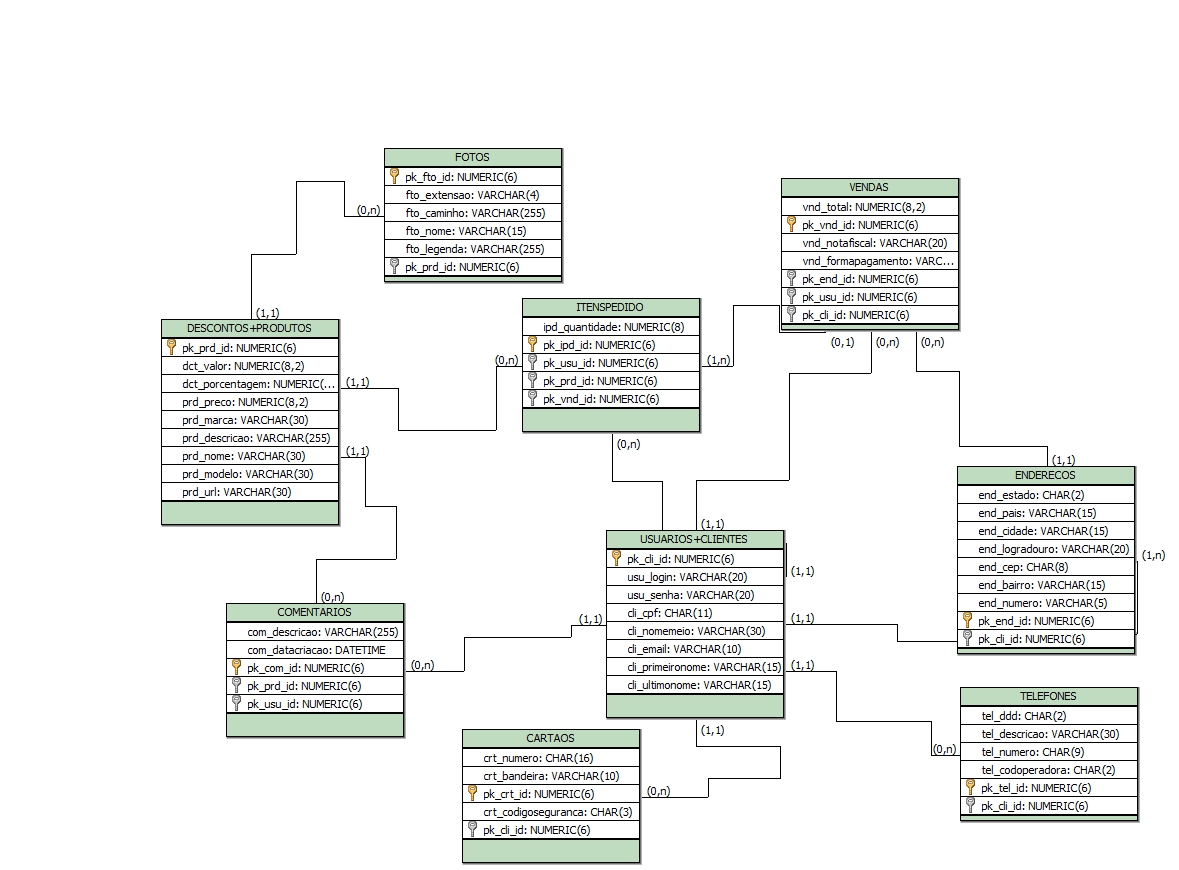 FOTOS
pk_fto_id: NUMERIC(6)
fto_extensao: VARCHAR(4)
fto_caminho: VARCHAR(255)
fto_nome: VARCHAR(15)
fto_legenda: VARCHAR(255)
pk_prd_id: NUMERIC(6)
(0,n)
(1,1)
VENDAS
vnd_total: NUMERIC(8,2)
pk_vnd_id: NUMERIC(6)
vnd_notafiscal: VARCHAR(20)
vnd_formapagamento: VARC...
pk_end_id: NUMERIC(6)
pk_usu_id: NUMERIC(6)
pk_cli_id: NUMERIC(6)
(0,1)
(0,n)
(0,n)
ITENSPEDIDO
ipd_quantidade: NUMERIC(8)
pk_ipd_id: NUMERIC(6)
pk_usu_id: NUMERIC(6)
pk_prd_id: NUMERIC(6)
pk_vnd_id: NUMERIC(6)
(0,n)
(1,n)
(0,n)
DESCONTOS+PRODUTOS
pk_prd_id: NUMERIC(6)
dct_valor: NUMERIC(8,2)
dct_porcentagem: NUMERIC(...
prd_preco: NUMERIC(8,2)
prd_marca: VARCHAR(30)
prd_descricao: VARCHAR(255)
prd_nome: VARCHAR(30)
prd_modelo: VARCHAR(30)
prd_url: VARCHAR(30)
(1,1)
(1,1)
(1,1)
ENDERECOS
end_estado: CHAR(2)
end_pais: VARCHAR(15)
end_cidade: VARCHAR(15)
end_logradouro: VARCHAR(20)
end_cep: CHAR(8)
end_bairro: VARCHAR(15)
end_numero: VARCHAR(5)
pk_end_id: NUMERIC(6)
pk_cli_id: NUMERIC(6)
(1,n)
(1,1)
USUARIOS+CLIENTES
pk_cli_id: NUMERIC(6)
usu_login: VARCHAR(20)
usu_senha: VARCHAR(20)
cli_cpf: CHAR(11)
cli_nomemeio: VARCHAR(30)
cli_email: VARCHAR(10)
cli_primeironome: VARCHAR(15)
cli_ultimonome: VARCHAR(15)
(1,1)
(1,1)
(1,1)
(1,1)
(1,1)
(0,n)
COMENTARIOS
com_descricao: VARCHAR(255)
com_datacriacao: DATETIME
pk_com_id: NUMERIC(6)
pk_prd_id: NUMERIC(6)
pk_usu_id: NUMERIC(6)
(0,n)
TELEFONES
tel_ddd: CHAR(2)
tel_descricao: VARCHAR(30)
tel_numero: CHAR(9)
tel_codoperadora: CHAR(2)
pk_tel_id: NUMERIC(6)
pk_cli_id: NUMERIC(6)
(0,n)
CARTAOS
crt_numero: CHAR(16)
crt_bandeira: VARCHAR(10)
pk_crt_id: NUMERIC(6)
crt_codigoseguranca: CHAR(3)
pk_cli_id: NUMERIC(6)
(0,n)